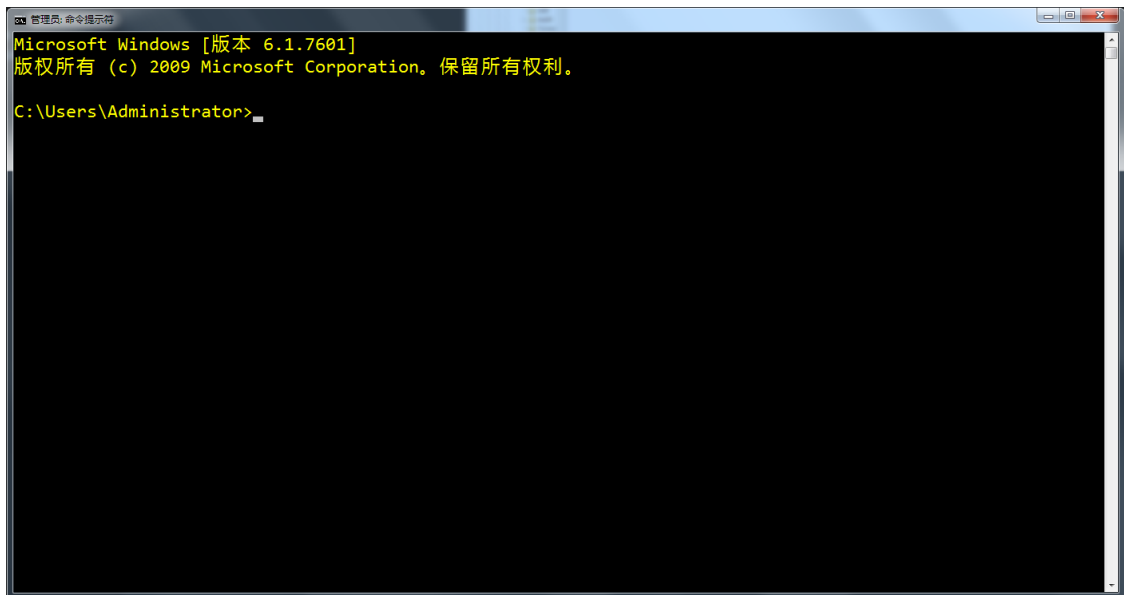 管理员: 命令提示符
Microsoft Windows [版本 6.1.7601]
版权所有 (c) 2009 Microsoft Corporation。保留所有权利。
C:\Users\Administrator>